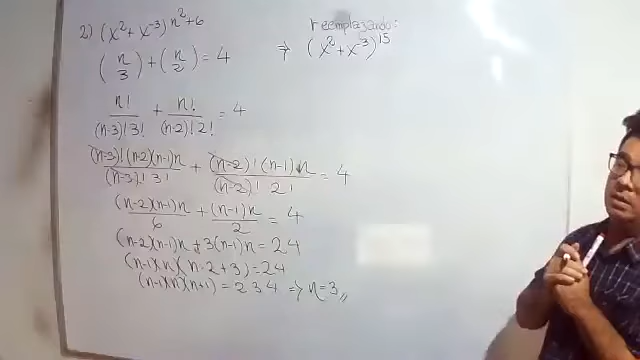 2) (x² + x⁻³)ⁿ²⁺⁶
(n 3) + (n 2) = 4
n! / (n-3)! 3! + n! / (n-2)! 2! = 4
(n-3)! (n-2)(n-1)n / (n-3)! 3! + (n-2)! (n-1)n / (n-2)! 2! = 4
(n-2)(n-1)n / 6 + (n-1)n / 2 = 4
(n-2)(n-1)n + 3(n-1)n = 24
(n-1)(n)(n-2+3) = 24
(n-1)(n)(n+1) = 2 3 4 => n=3,,
reemplazando:
⇒ (x² + x⁻³)¹⁵